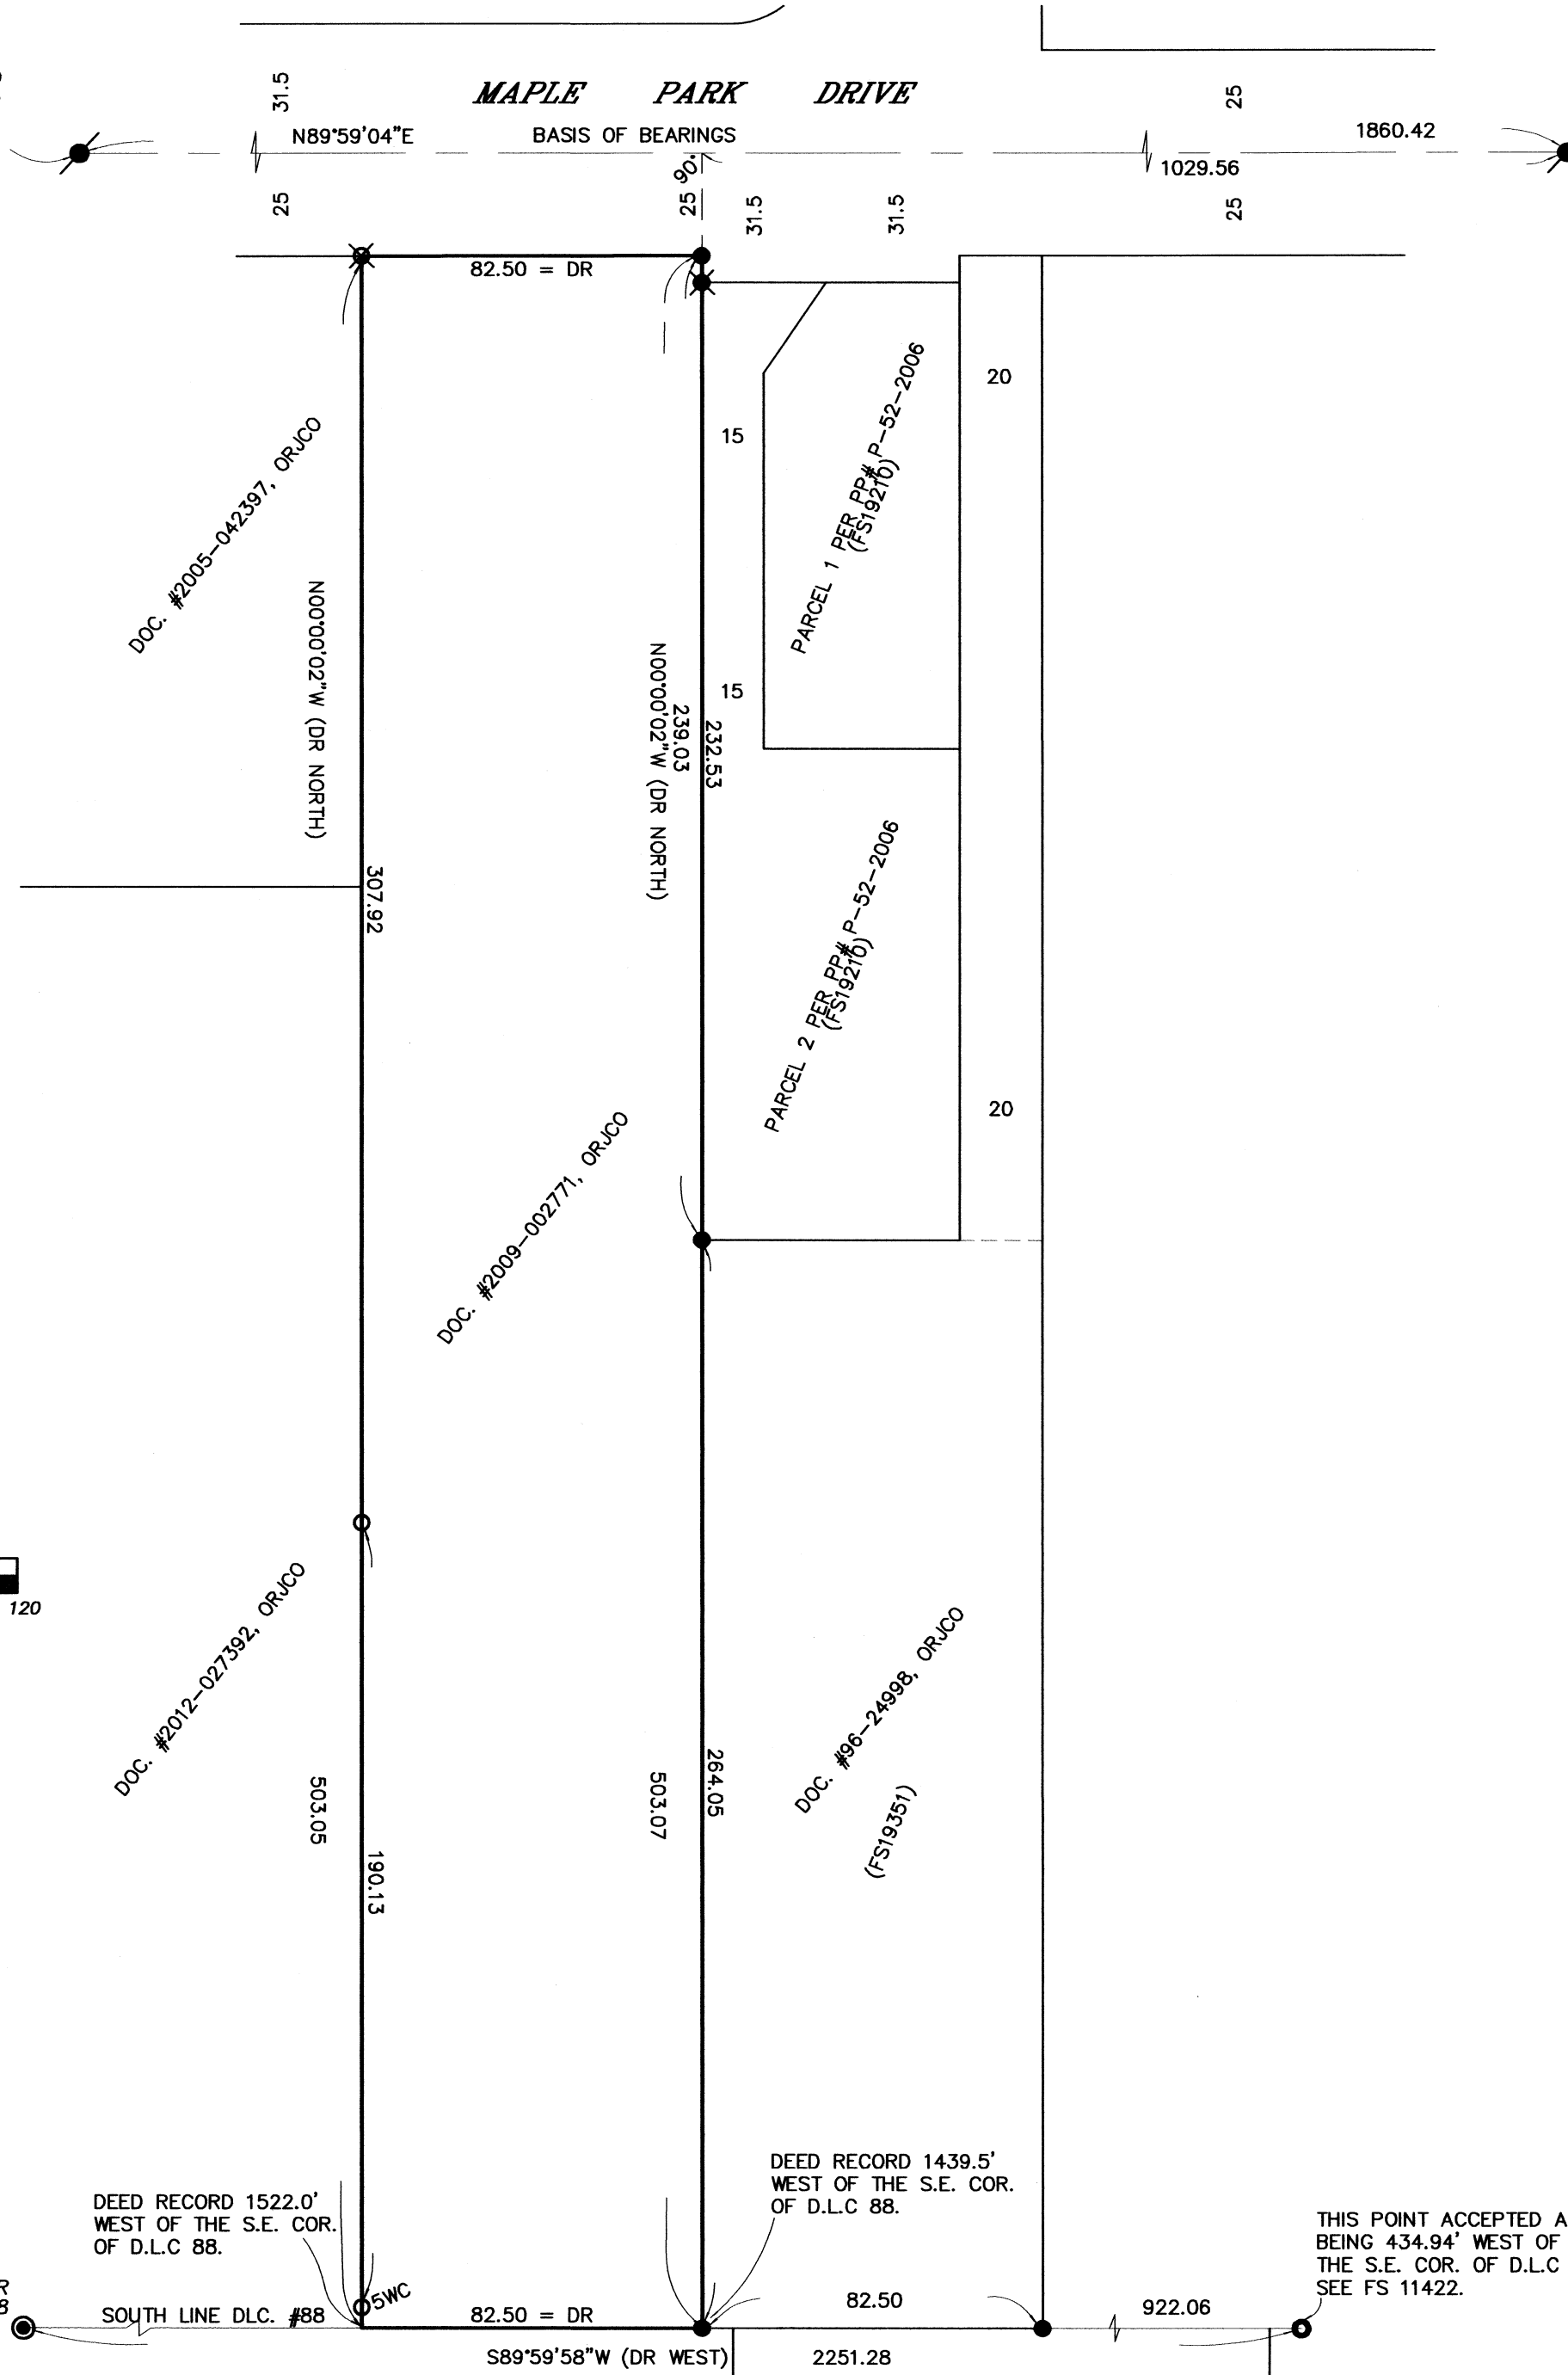 31.5
MAPLE PARK DRIVE
25
N89°59'04"E
BASIS OF BEARINGS
1860.42
1029.56
90°
25
25
31.5
31.5
25
82.50 = DR
20
15
PARCEL 1 PER PP# P-52-2006
(FS19210)
DOC. #2005-042397, ORJCO
N00°00'02"W (DR NORTH)
N00°00'02"W (DR NORTH)
239.03
232.53
15
307.92
PARCEL 2 PER PP# P-52-2006
(FS19210)
20
DOC. #2009-002771, ORJCO
120
DOC. #2012-027392, ORJCO
DOC. #96-24998, ORJCO
(FS19351)
503.05
190.13
503.07
264.05
DEED RECORD 1522.0'
WEST OF THE S.E. COR.
OF D.L.C 88.
DEED RECORD 1439.5'
WEST OF THE S.E. COR.
OF D.L.C 88.
THIS POINT ACCEPTED A
BEING 434.94' WEST OF
THE S.E. COR. OF D.L.C
SEE FS 11422.
R
8
SOUTH LINE DLC. #88
5WC
82.50 = DR
82.50
922.06
S89°59'58"W (DR WEST)
2251.28